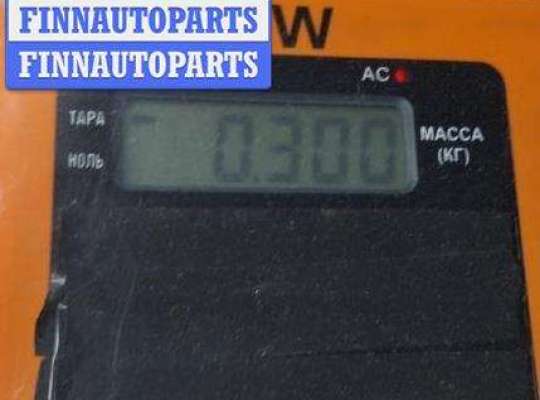 FINNAUTOPARTS
FINNAUTOPARTS
W
AC
ТАРА
0.300
МАССА
(КГ)
НОЛЬ